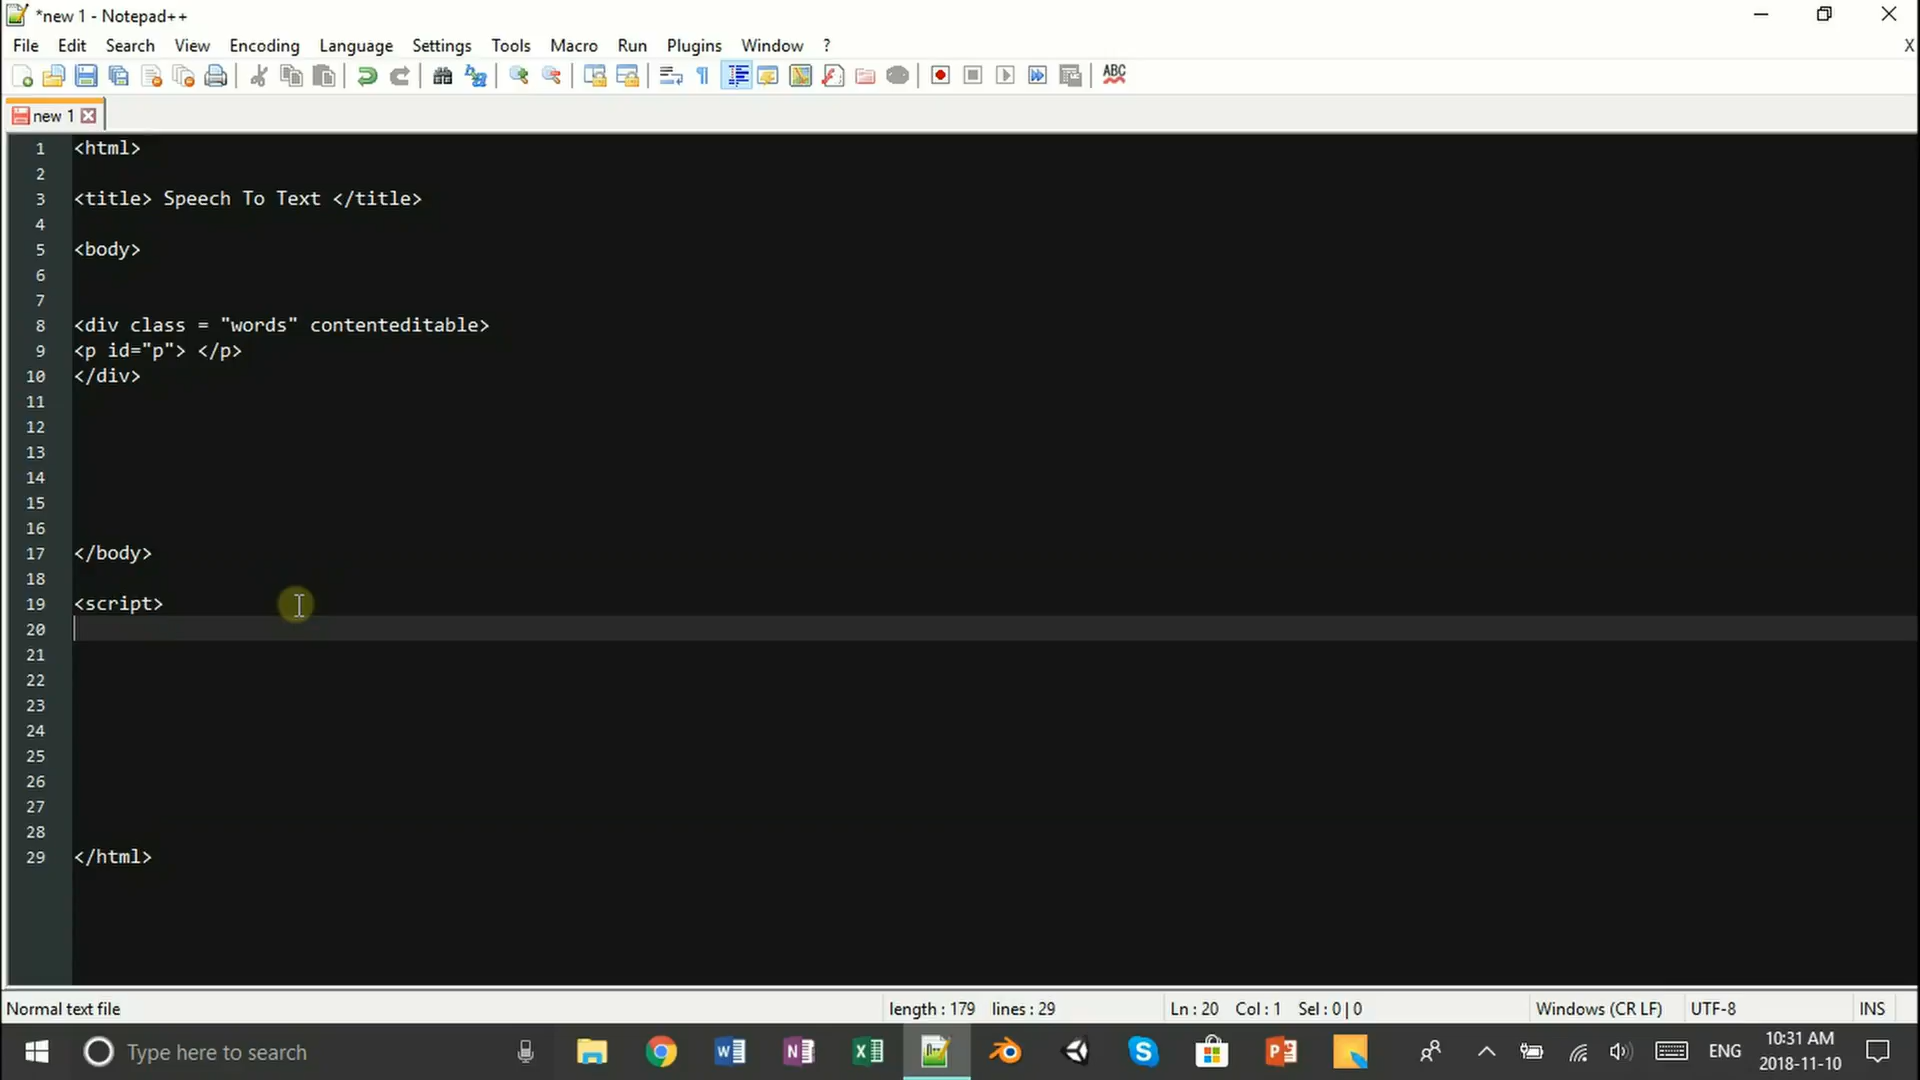 *new 1 - Notepad++
File Edit Search View Encoding Language Settings Tools Macro Run Plugins Window ? X
ABC
new 1
1 <html>
2
3 <title> Speech To Text </title>
4
5 <body>
6
7
8 <div class = "words" contenteditable>
9 <p id="p"> </p>
10 </div>
11
12
13
14
15
16
17 </body>
18
19 <script>
20
21
22
23
24
25
26
27
28
29 </html>
Normal text file length : 179 lines : 29 Ln : 20 Col : 1 Sel : 0 | 0 Windows (CR LF) UTF-8 INS
Type here to search ENG 10:31 AM
2018-11-10